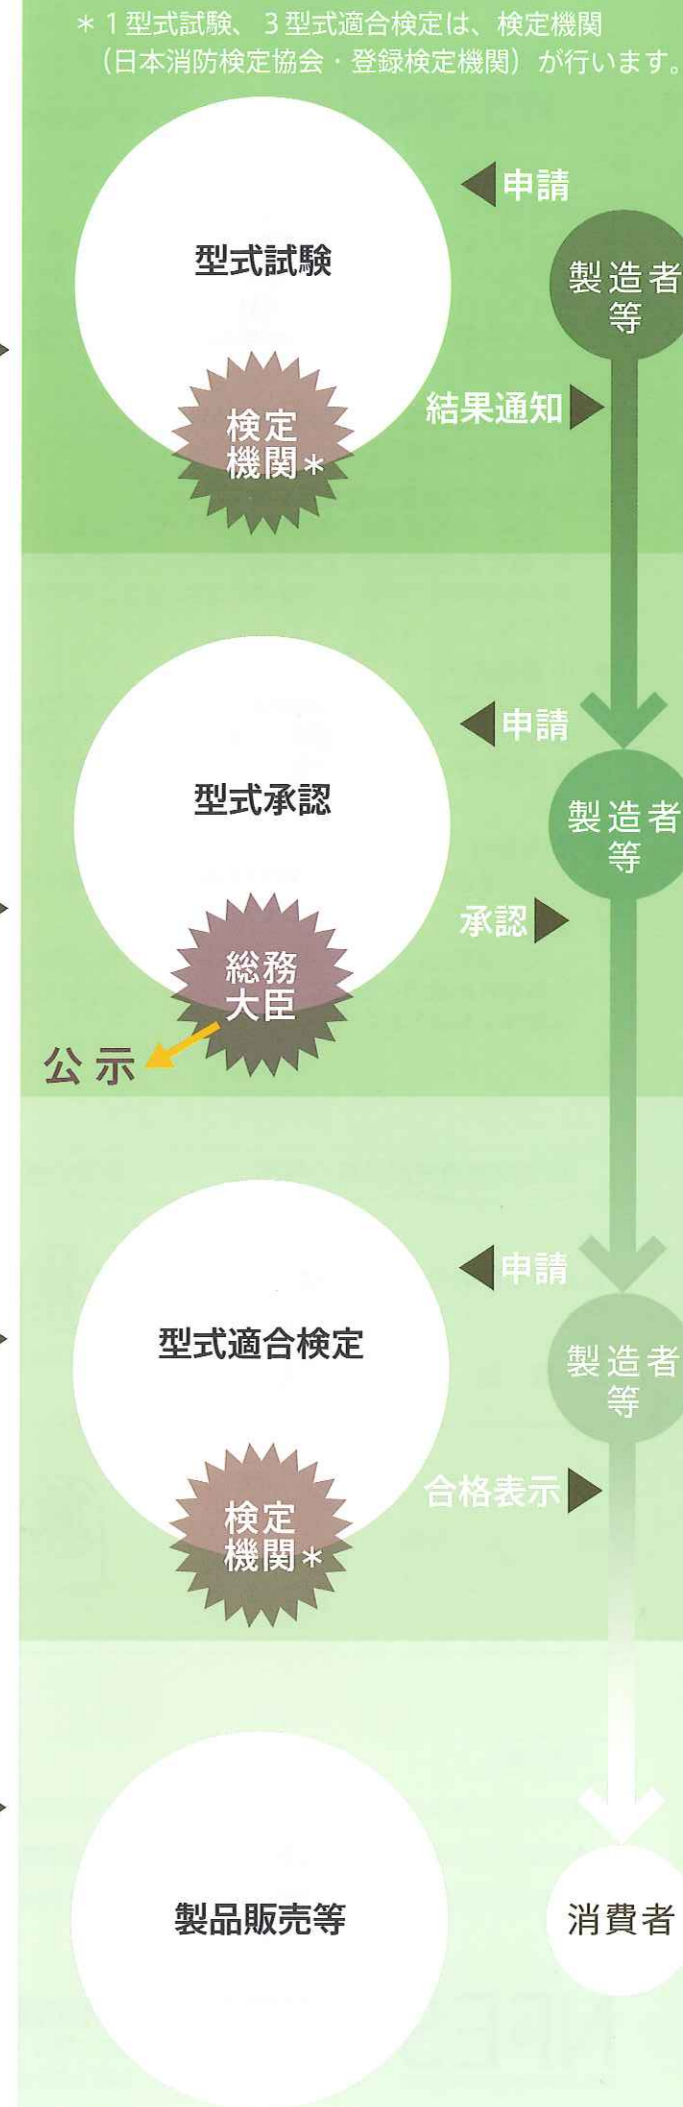 ＊１型式試験、３型式適合検定は、検定機関
（日本消防検定協会・登録検定機関）が行います。
申請
型式試験
製造者
等
結果通知
検定
機関＊
申請
型式承認
製造者
等
承認
総務
大臣
公示
申請
型式適合検定
製造者
等
合格表示
検定
機関＊
製品販売等
消費者